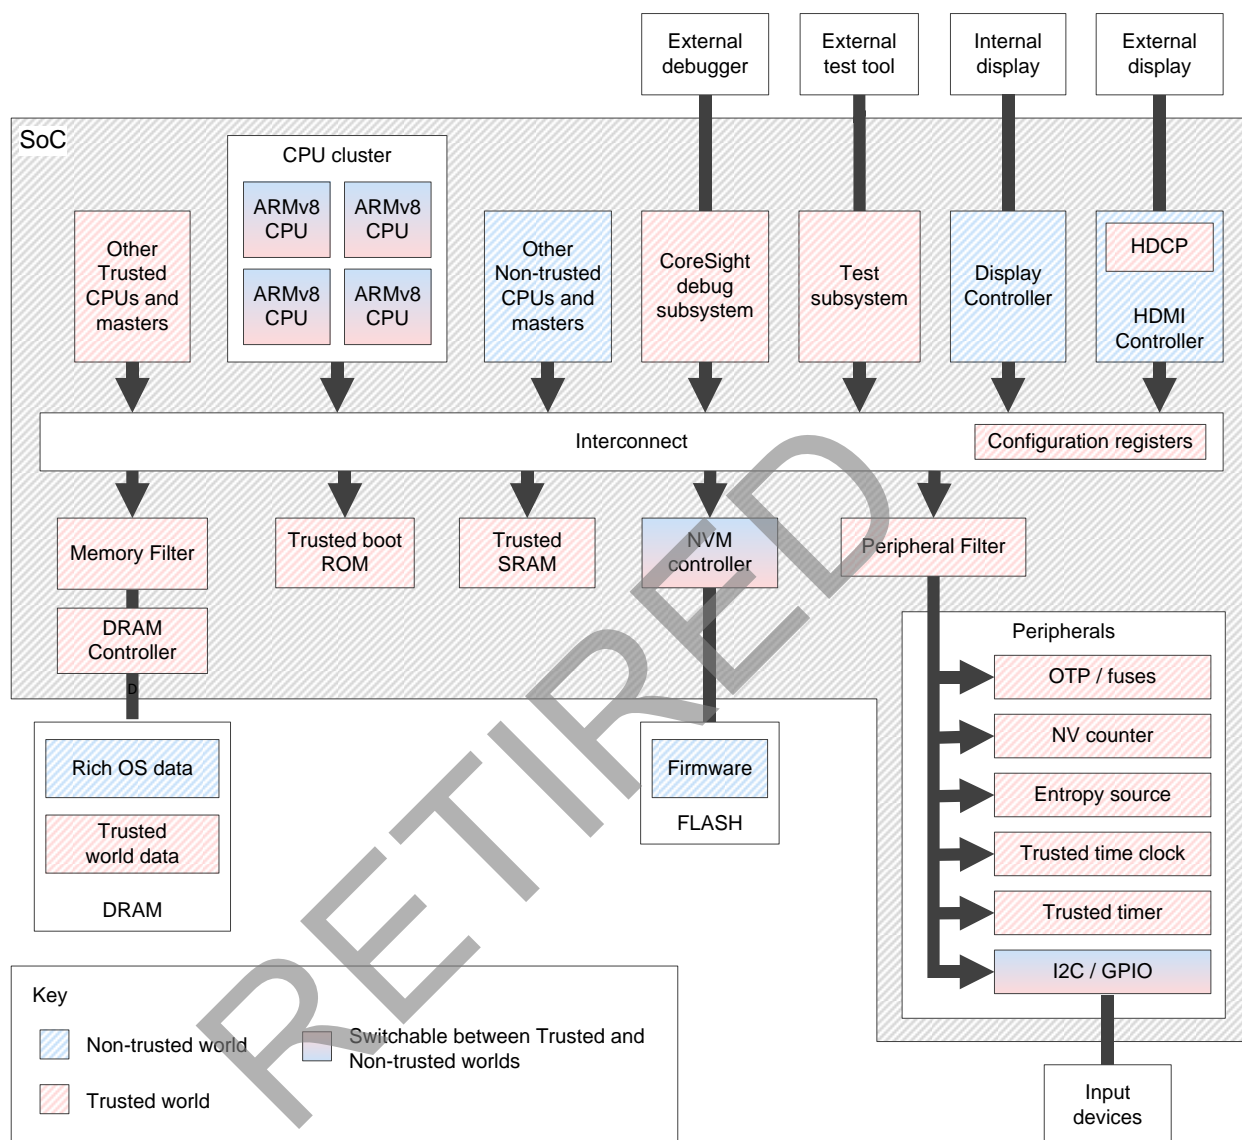 External
debugger
External
test tool
Internal
display
External
display
SoC
CPU cluster
ARMv8
CPU
ARMv8
CPU
ARMv8
CPU
ARMv8
CPU
Other
Trusted
CPUs and
masters
Other
Non-trusted
CPUs and
masters
CoreSight
debug
subsystem
Test
subsystem
Display
Controller
HDCP
HDMI
Controller
Interconnect
Configuration registers
Memory Filter
Trusted boot
ROM
Trusted
SRAM
NVM
controller
Peripheral Filter
DRAM
Controller
D
Peripherals
OTP / fuses
NV counter
Entropy source
Trusted time clock
Trusted timer
I2C / GPIO
Rich OS data
Trusted
world data
DRAM
Firmware
FLASH
RETIRED
Key
Non-trusted world
Switchable between Trusted and
Non-trusted worlds
Trusted world
Input
devices